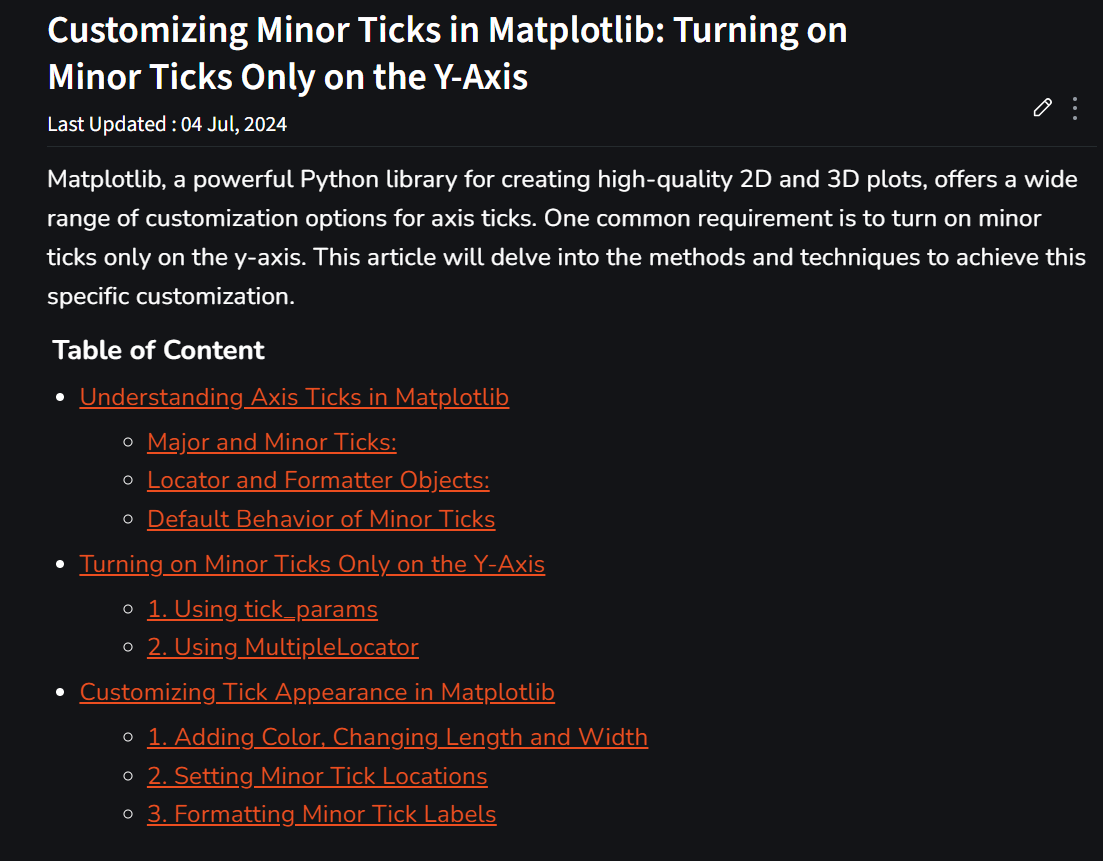 Customizing Minor Ticks in Matplotlib: Turning on
Minor Ticks Only on the Y-Axis
Last Updated : 04 Jul, 2024
Matplotlib, a powerful Python library for creating high-quality 2D and 3D plots, offers a wide
range of customization options for axis ticks. One common requirement is to turn on minor
ticks only on the y-axis. This article will delve into the methods and techniques to achieve this
specific customization.
Table of Content
Understanding Axis Ticks in Matplotlib
Major and Minor Ticks:
Locator and Formatter Objects:
Default Behavior of Minor Ticks
Turning on Minor Ticks Only on the Y-Axis
1. Using tick_params
2. Using MultipleLocator
Customizing Tick Appearance in Matplotlib
1. Adding Color, Changing Length and Width
2. Setting Minor Tick Locations
3. Formatting Minor Tick Labels